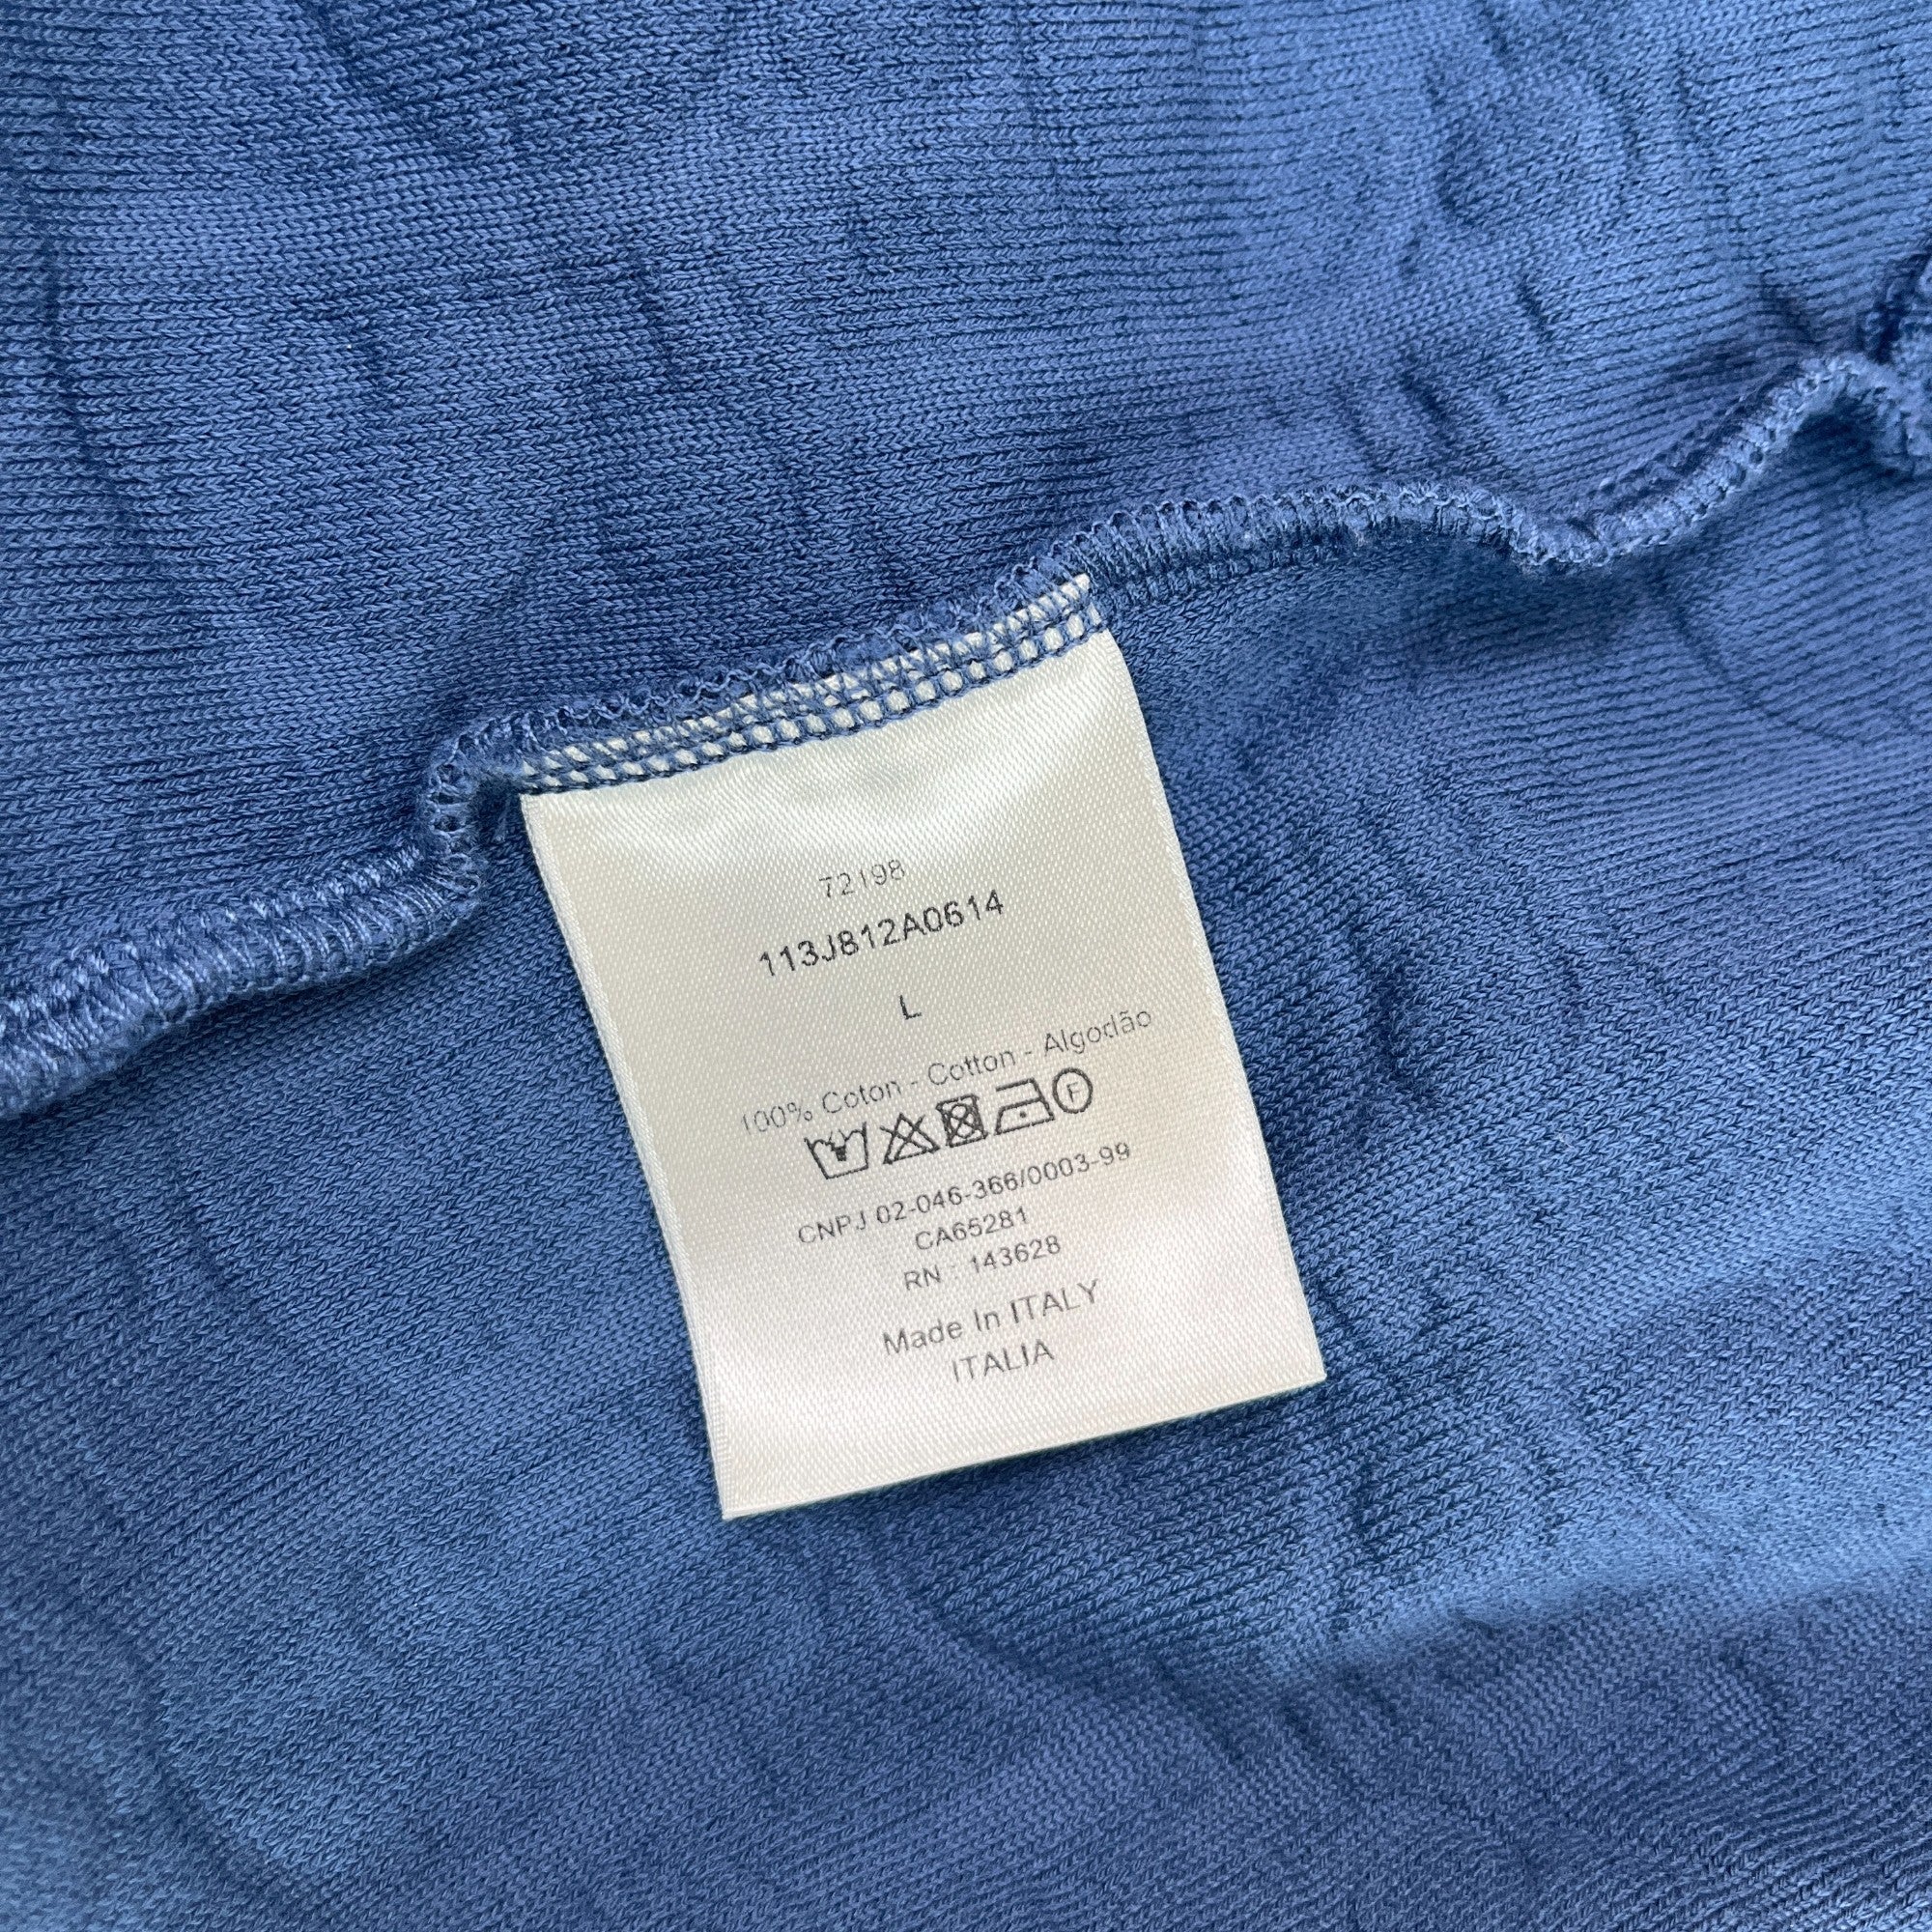 72198
113J812A0614
L
100% Coton - Cotton - Algodão
F
CNPJ 02-046-366/0003-99
CA65281
RN : 143628
Made In ITALY
ITALIA